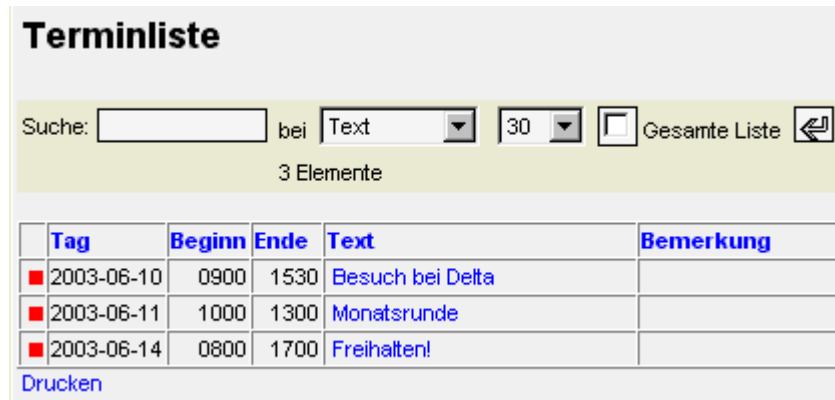 Terminliste
Suche: bei Text 30 Gesamte Liste
3 Elemente
Tag Beginn Ende Text Bemerkung
2003-06-10 0900 1530 Besuch bei Delta
2003-06-11 1000 1300 Monatsrunde
2003-06-14 0800 1700 Freihalten!
Drucken